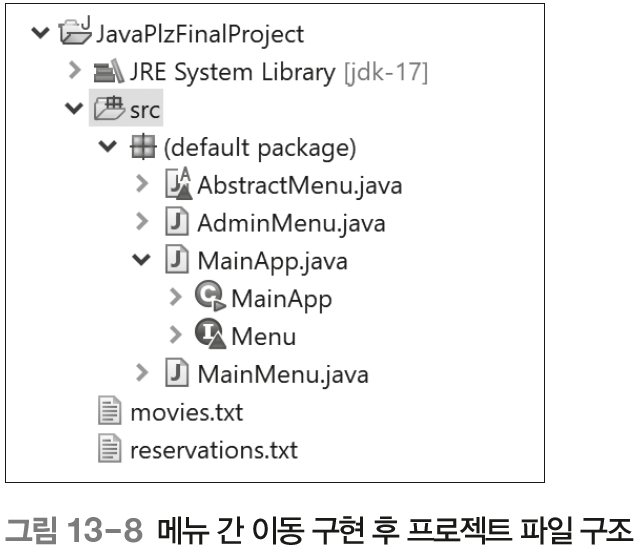 JavaPlzFinalProject
JRE System Library [jdk-17]
src
(default package)
AbstractMenu.java
AdminMenu.java
MainApp.java
MainApp
Menu
MainMenu.java
movies.txt
reservations.txt
그림 13-8 메뉴 간 이동 구현 후 프로젝트 파일 구조